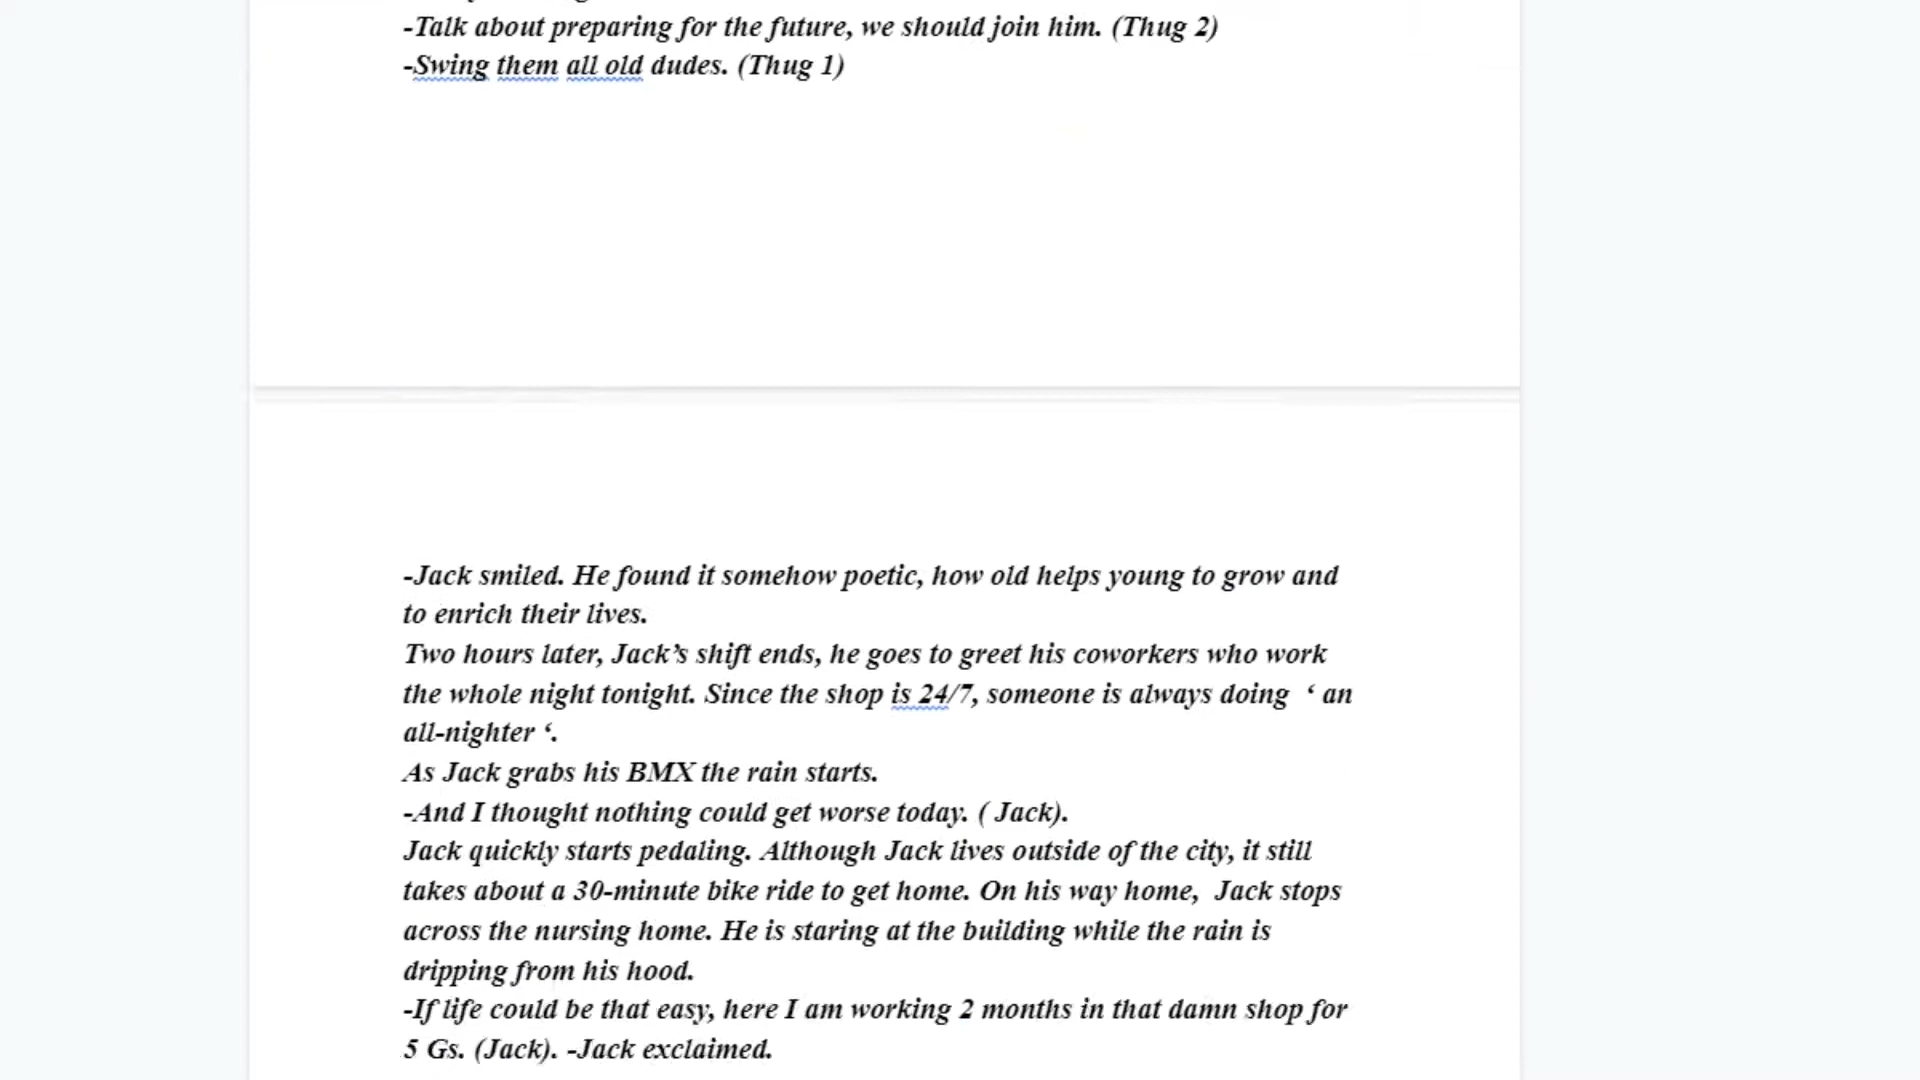 -Talk about preparing for the future, we should join him. (Thug 2)
-Swing them all old dudes. (Thug 1)
-Jack smiled. He found it somehow poetic, how old helps young to grow and
to enrich their lives.
Two hours later, Jack’s shift ends, he goes to greet his coworkers who work
the whole night tonight. Since the shop is 24/7, someone is always doing  ‘ an
all-nighter ‘.
As Jack grabs his BMX the rain starts.
-And I thought nothing could get worse today. ( Jack).
Jack quickly starts pedaling. Although Jack lives outside of the city, it still
takes about a 30-minute bike ride to get home. On his way home,  Jack stops
across the nursing home. He is staring at the building while the rain is
dripping from his hood.
-If life could be that easy, here I am working 2 months in that damn shop for
5 Gs. (Jack). -Jack exclaimed.